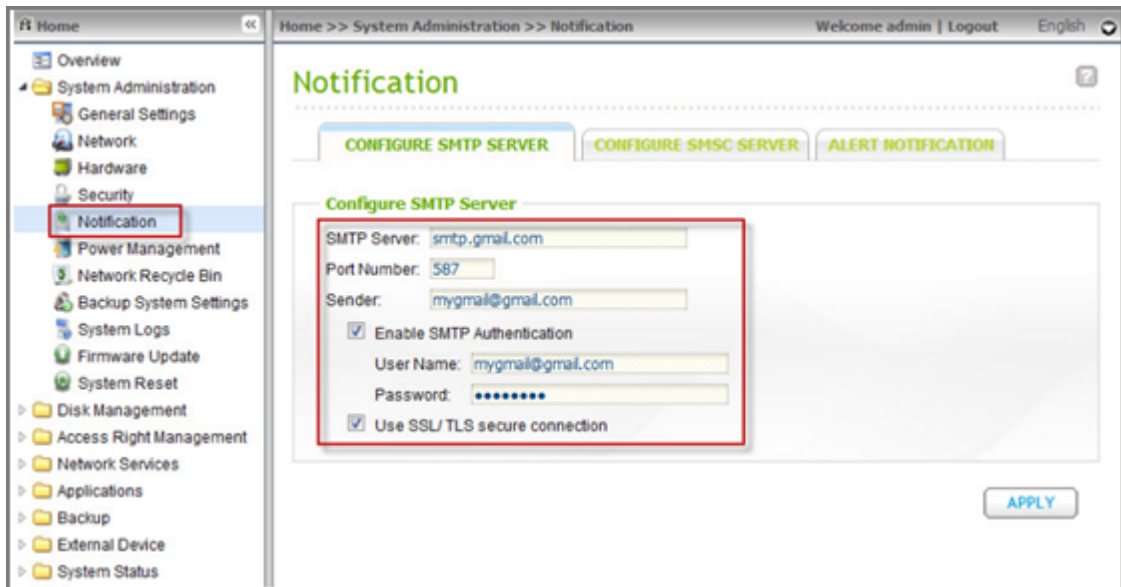 Home
Home >> System Administration >> Notification
Welcome admin | Logout
English
Overview
System Administration
General Settings
Network
Hardware
Security
Notification
Power Management
Network Recycle Bin
Backup System Settings
System Logs
Firmware Update
System Reset
Disk Management
Access Right Management
Network Services
Applications
Backup
External Device
System Status
Notification
?
CONFIGURE SMTP SERVER
CONFIGURE SMSC SERVER
ALERT NOTIFICATION
Configure SMTP Server
SMTP Server: smtp.gmail.com
Port Number: 587
Sender: mygmail@gmail.com
Enable SMTP Authentication
User Name: mygmail@gmail.com
Password: ••••••••
Use SSL/ TLS secure connection
APPLY